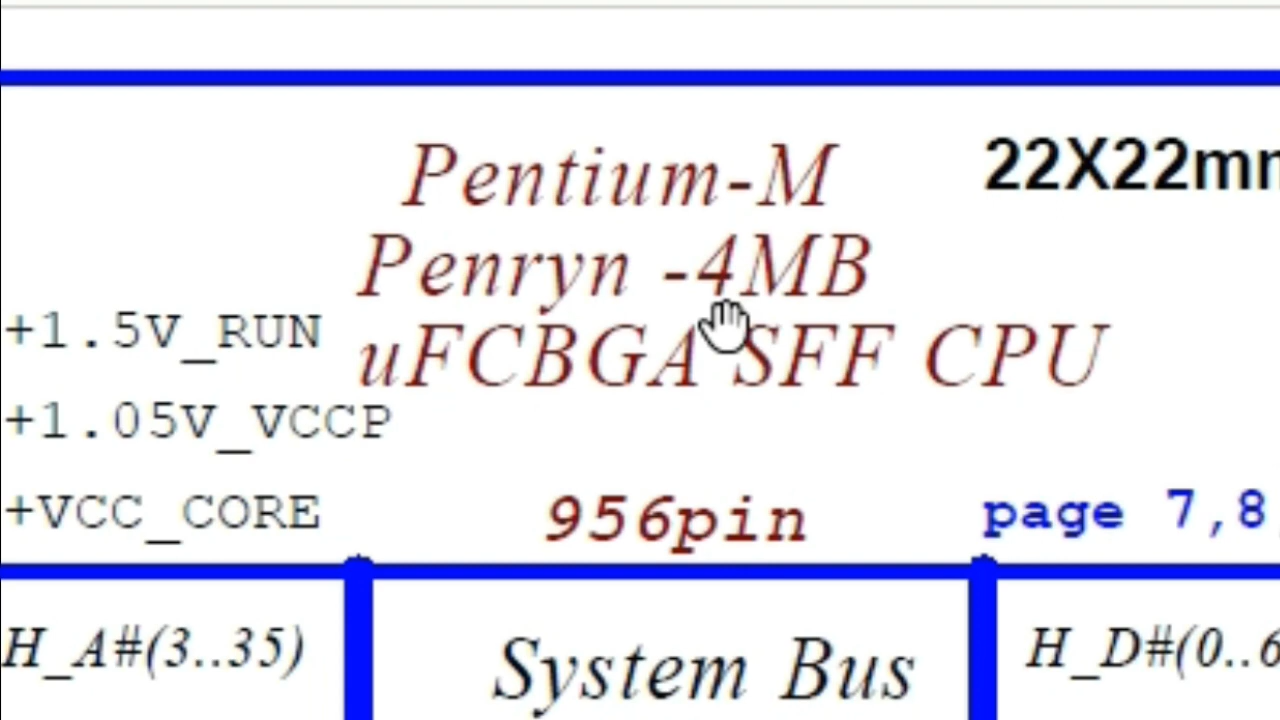 Pentium-M
22X22m
Penryn -4MB
+1.5V_RUN
uFCBGA SFF CPU
+1.05V_VCCP
+VCC_CORE
956pin
page 7,8
H_A#(3..35)
System Bus
H_D#(0..6